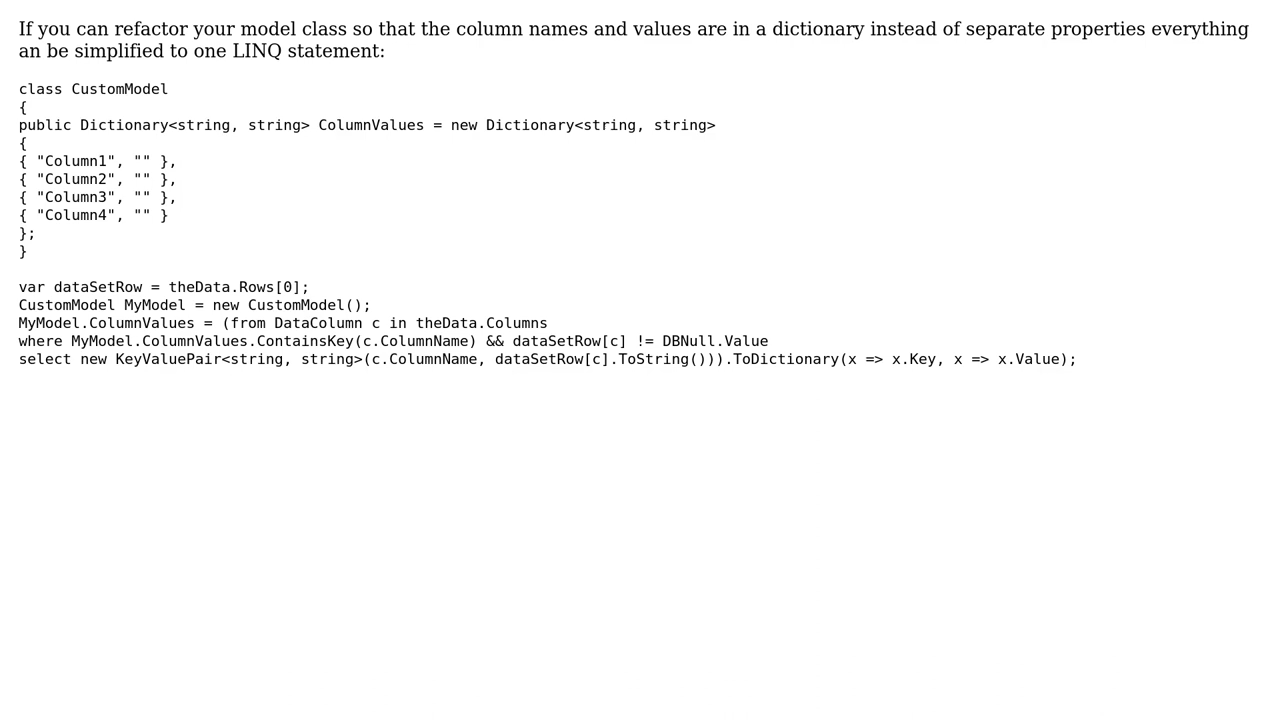 If you can refactor your model class so that the column names and values are in a dictionary instead of separate properties everything
an be simplified to one LINQ statement:
class CustomModel
{
public Dictionary<string, string> ColumnValues = new Dictionary<string, string>
{
{ "Column1", "" },
{ "Column2", "" },
{ "Column3", "" },
{ "Column4", "" }
};
}
var dataSetRow = theData.Rows[0];
CustomModel MyModel = new CustomModel();
MyModel.ColumnValues = (from DataColumn c in theData.Columns
where MyModel.ColumnValues.ContainsKey(c.ColumnName) && dataSetRow[c] != DBNull.Value
select new KeyValuePair<string, string>(c.ColumnName, dataSetRow[c].ToString())).ToDictionary(x => x.Key, x => x.Value);